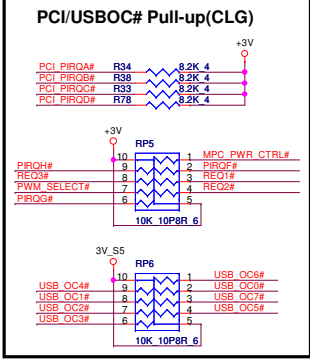 PCI/USBOC# Pull-up(CLG)
+3V
PCI_PIRQA# R34 8.2K_4
PCI_PIRQB# R38 8.2K_4
PCI_PIRQC# R33 8.2K_4
PCI_PIRQD# R78 8.2K_4
+3V
RP5
10 1 MPC_PWR_CTRL#
PIRQH# 9 2 PIRQF#
REQ3# 8 3 REQ1#
PWM_SELECT# 7 4 REQ2#
PIRQG# 6 5
10K_10P8R_6
3V_S5
RP6
10 1 USB_OC6#
USB_OC4# 9 2 USB_OC0#
USB_OC1# 8 3 USB_OC7#
USB_OC2# 7 4 USB_OC5#
USB_OC3# 6 5
10K_10P8R_6